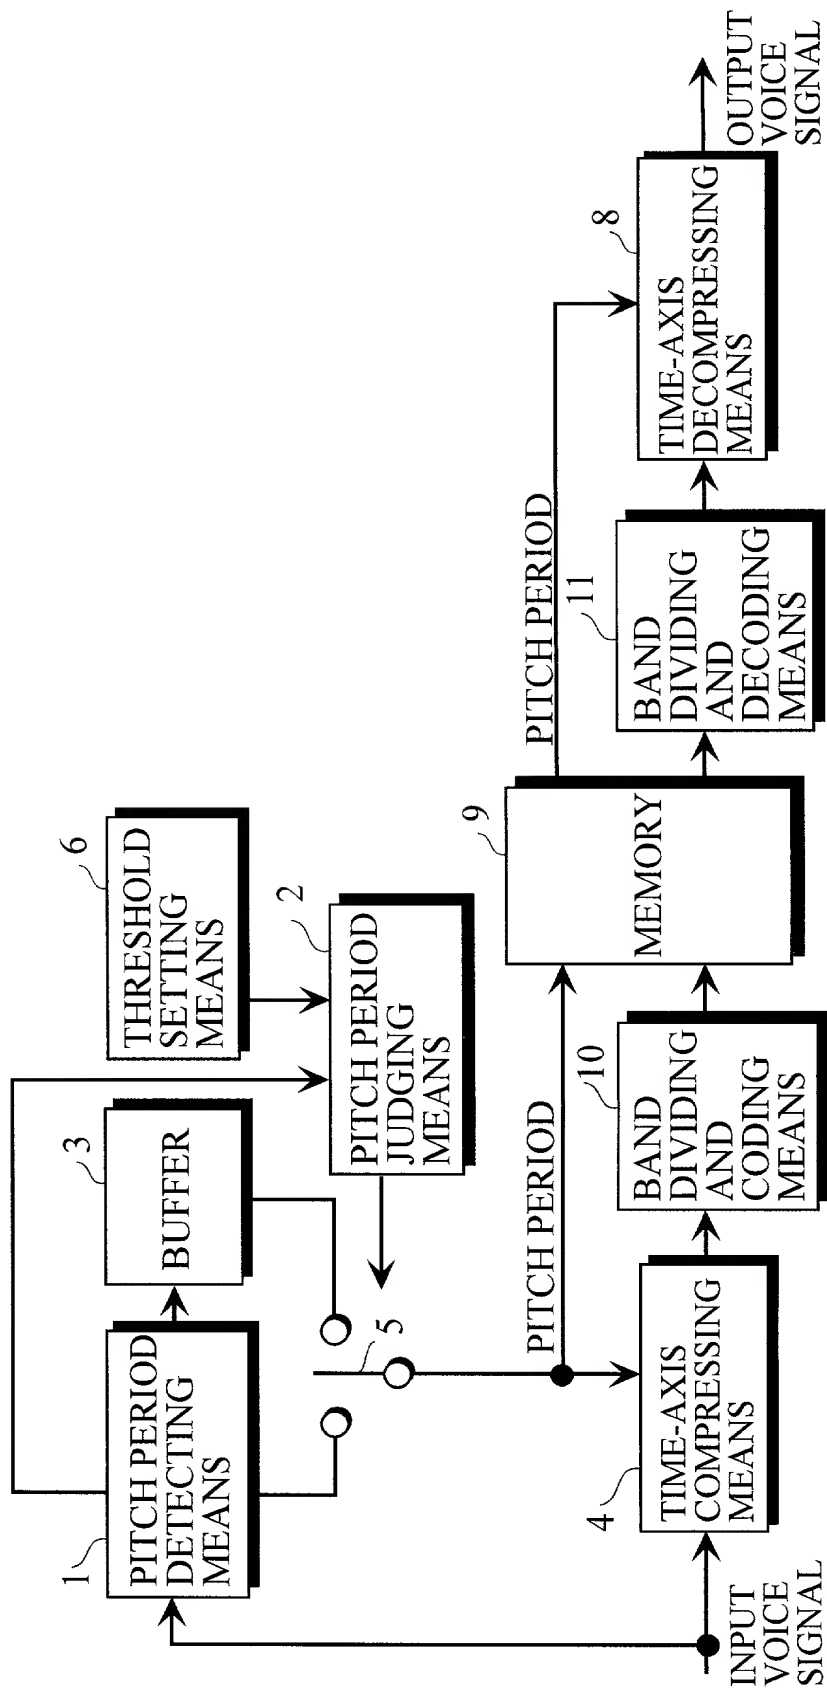 1
PITCH PERIOD
DETECTING
MEANS
3
BUFFER
6
THRESHOLD
SETTING
MEANS
2
PITCH PERIOD
JUDGING
MEANS
5
PITCH PERIOD
PITCH PERIOD
4
TIME-AXIS
COMPRESSING
MEANS
10
BAND
DIVIDING
AND
CODING
MEANS
9
MEMORY
11
BAND
DIVIDING
AND
DECODING
MEANS
8
TIME-AXIS
DECOMPRESSING
MEANS
INPUT
VOICE
SIGNAL
OUTPUT
VOICE
SIGNAL